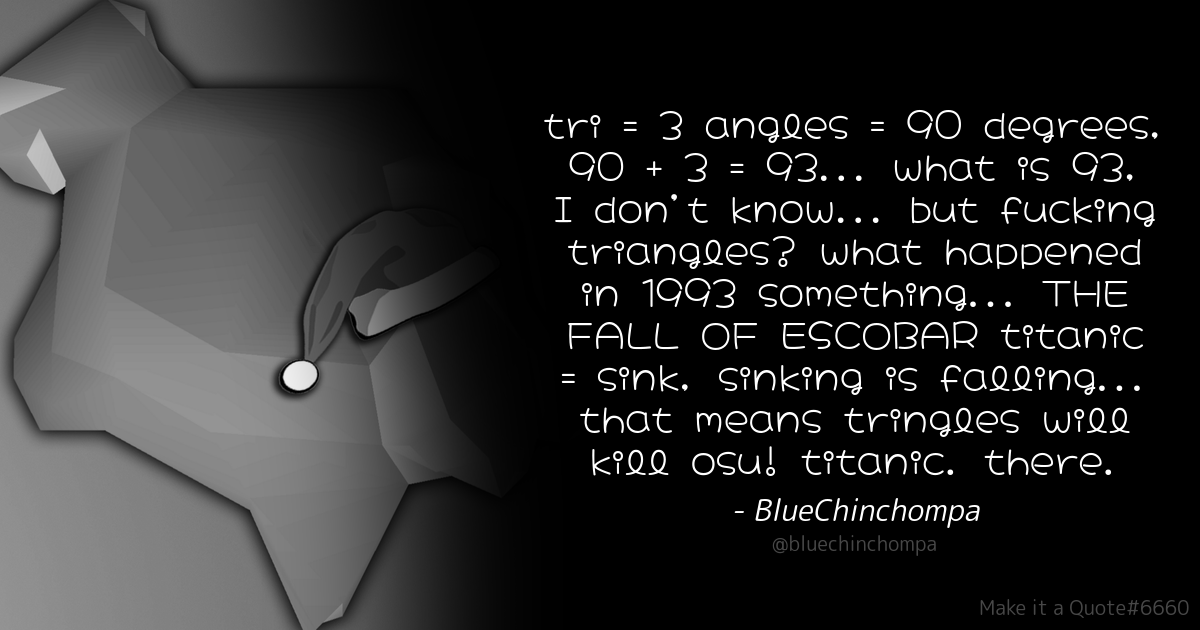 tri = 3 angles = 90 degrees.
90 + 3 = 93... what is 93.
I don't know... but fucking
triangles? what happened
in 1993 something... THE
FALL OF ESCOBAR titanic
= sink. sinking is falling...
that means tringles will
kill osu! titanic. there.
- BlueChinchompa
@bluechinchompa
Make it a Quote#6660